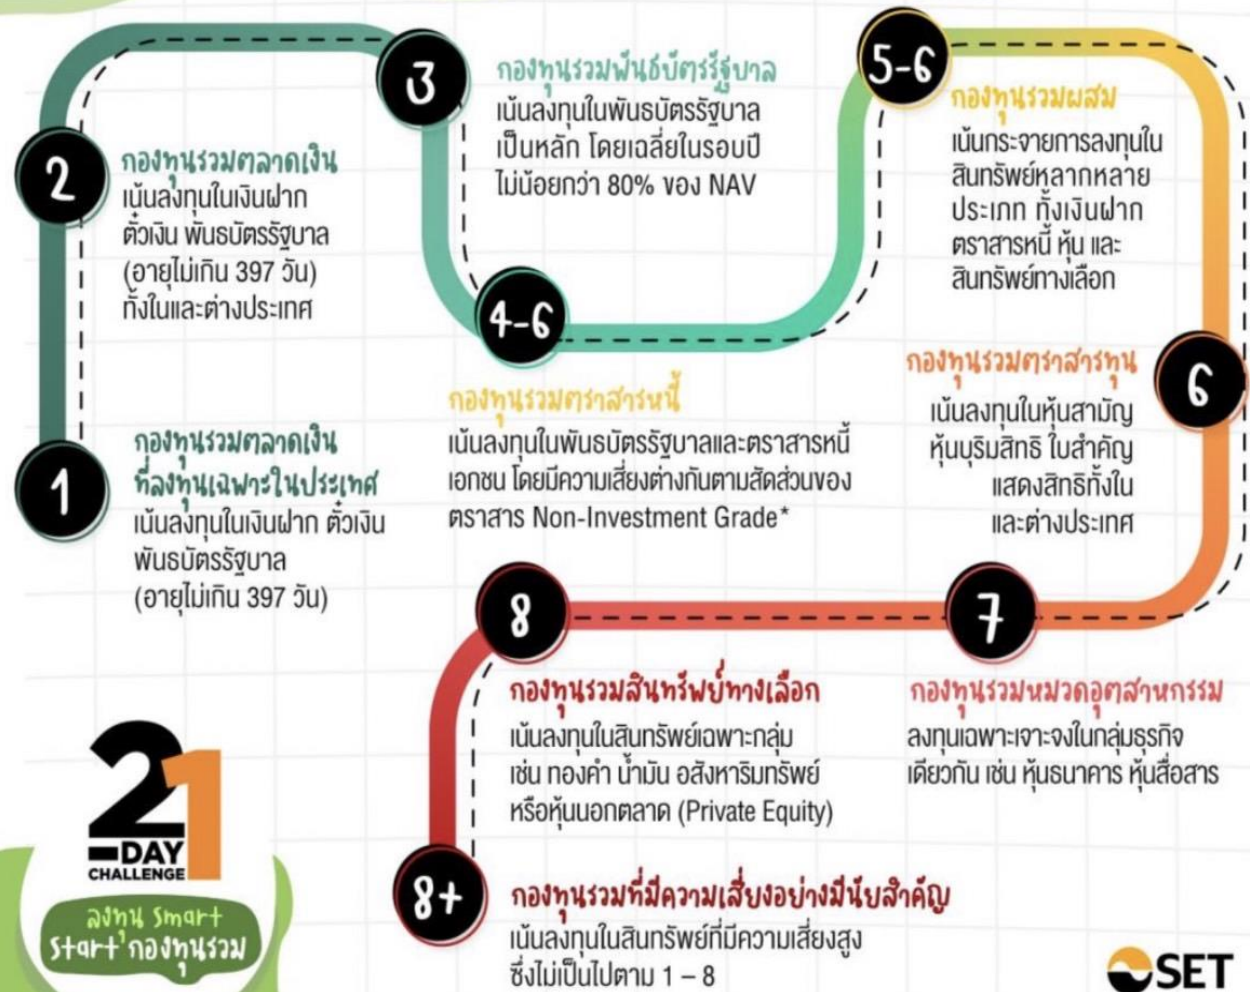 1
กองทุนรวมตลาดเงิน
ที่ลงทุนเฉพาะในประเทศ
เน้นลงทุนในเงินฝาก ตั๋วเงิน
พันธบัตรรัฐบาล
(อายุไม่เกิน 397 วัน)
2
กองทุนรวมตลาดเงิน
เน้นลงทุนในเงินฝาก
ตั๋วเงิน พันธบัตรรัฐบาล
(อายุไม่เกิน 397 วัน)
ทั้งในและต่างประเทศ
3
กองทุนรวมพันธบัตรรัฐบาล
เน้นลงทุนในพันธบัตรรัฐบาล
เป็นหลัก โดยเฉลี่ยในรอบปี
ไม่น้อยกว่า 80% ของ NAV
4-6
กองทุนรวมตราสารหนี้
เน้นลงทุนในพันธบัตรรัฐบาลและตราสารหนี้
เอกชน โดยมีความเสี่ยงต่างกันตามสัดส่วนของ
ตราสาร Non-Investment Grade*
5-6
กองทุนรวมผสม
เน้นกระจายการลงทุนใน
สินทรัพย์หลากหลาย
ประเภท ทั้งเงินฝาก
ตราสารหนี้ หุ้น และ
สินทรัพย์ทางเลือก
6
กองทุนรวมตราสารทุน
เน้นลงทุนในหุ้นสามัญ
หุ้นบุริมสิทธิ ใบสำคัญ
แสดงสิทธิทั้งใน
และต่างประเทศ
7
กองทุนรวมหมวดอุตสาหกรรม
ลงทุนเฉพาะเจาะจงในกลุ่มธุรกิจ
เดียวกัน เช่น หุ้นธนาคาร หุ้นสื่อสาร
8
กองทุนรวมสินทรัพย์ทางเลือก
เน้นลงทุนในสินทรัพย์เฉพาะกลุ่ม
เช่น ทองคำ น้ำมัน อสังหาริมทรัพย์
หรือหุ้นนอกตลาด (Private Equity)
8+
กองทุนรวมที่มีความเสี่ยงอย่างมีนัยสำคัญ
เน้นลงทุนในสินทรัพย์ที่มีความเสี่ยงสูง
ซึ่งไม่เป็นไปตาม 1 – 8
21
-DAY
CHALLENGE
ลงทุน Smart
Start กองทุนรวม
SET